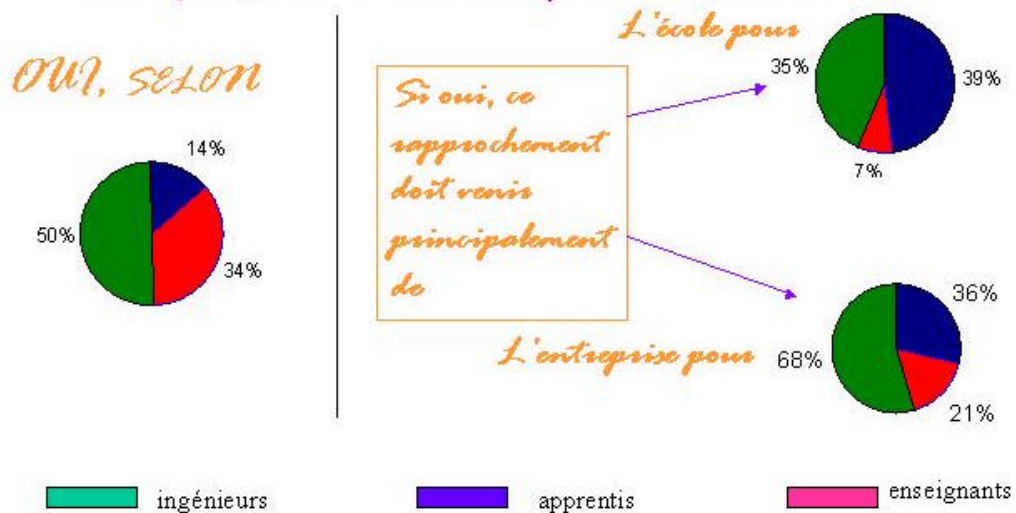 OUI, SELON
14%
50%
34%
Si oui, ce
rapprochement
doit venir
principalement
de
L'école pour
35%
39%
7%
L'entreprise pour
36%
68%
21%
ingénieurs
apprentis
enseignants